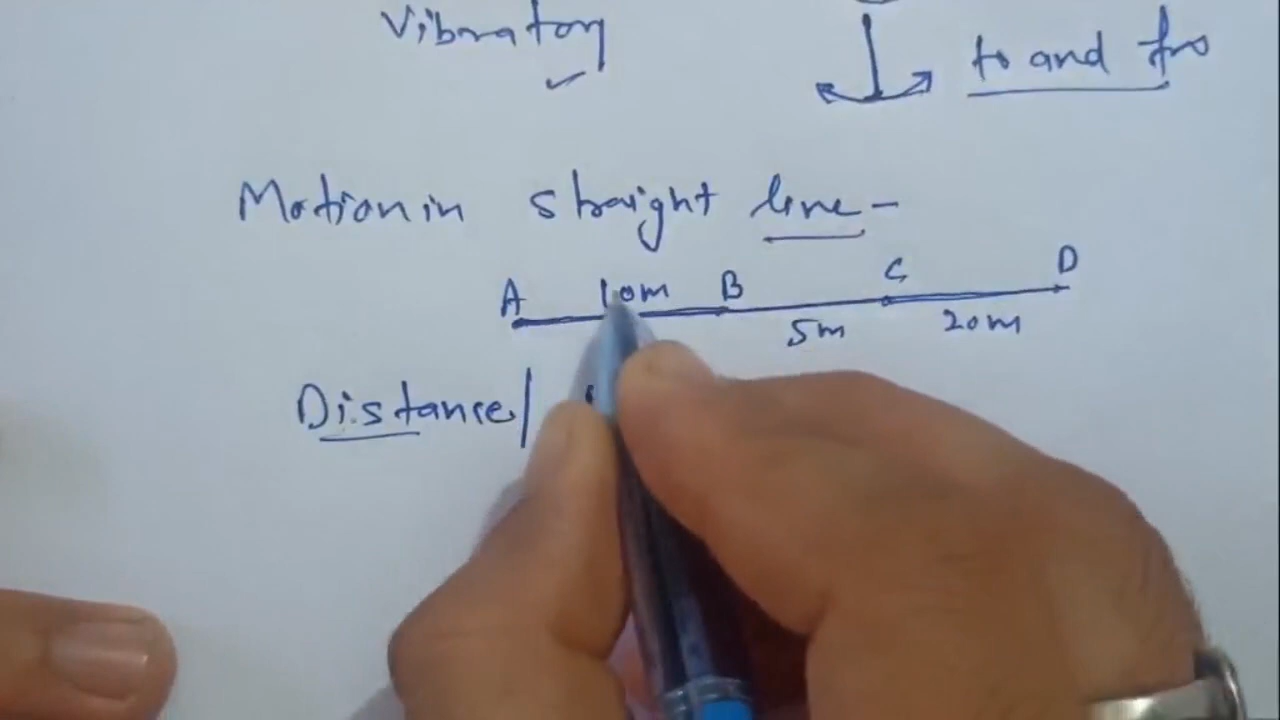 Vibratory
to and fro
Motion in straight line -
A 10m B C D
5m 20m
Distance/